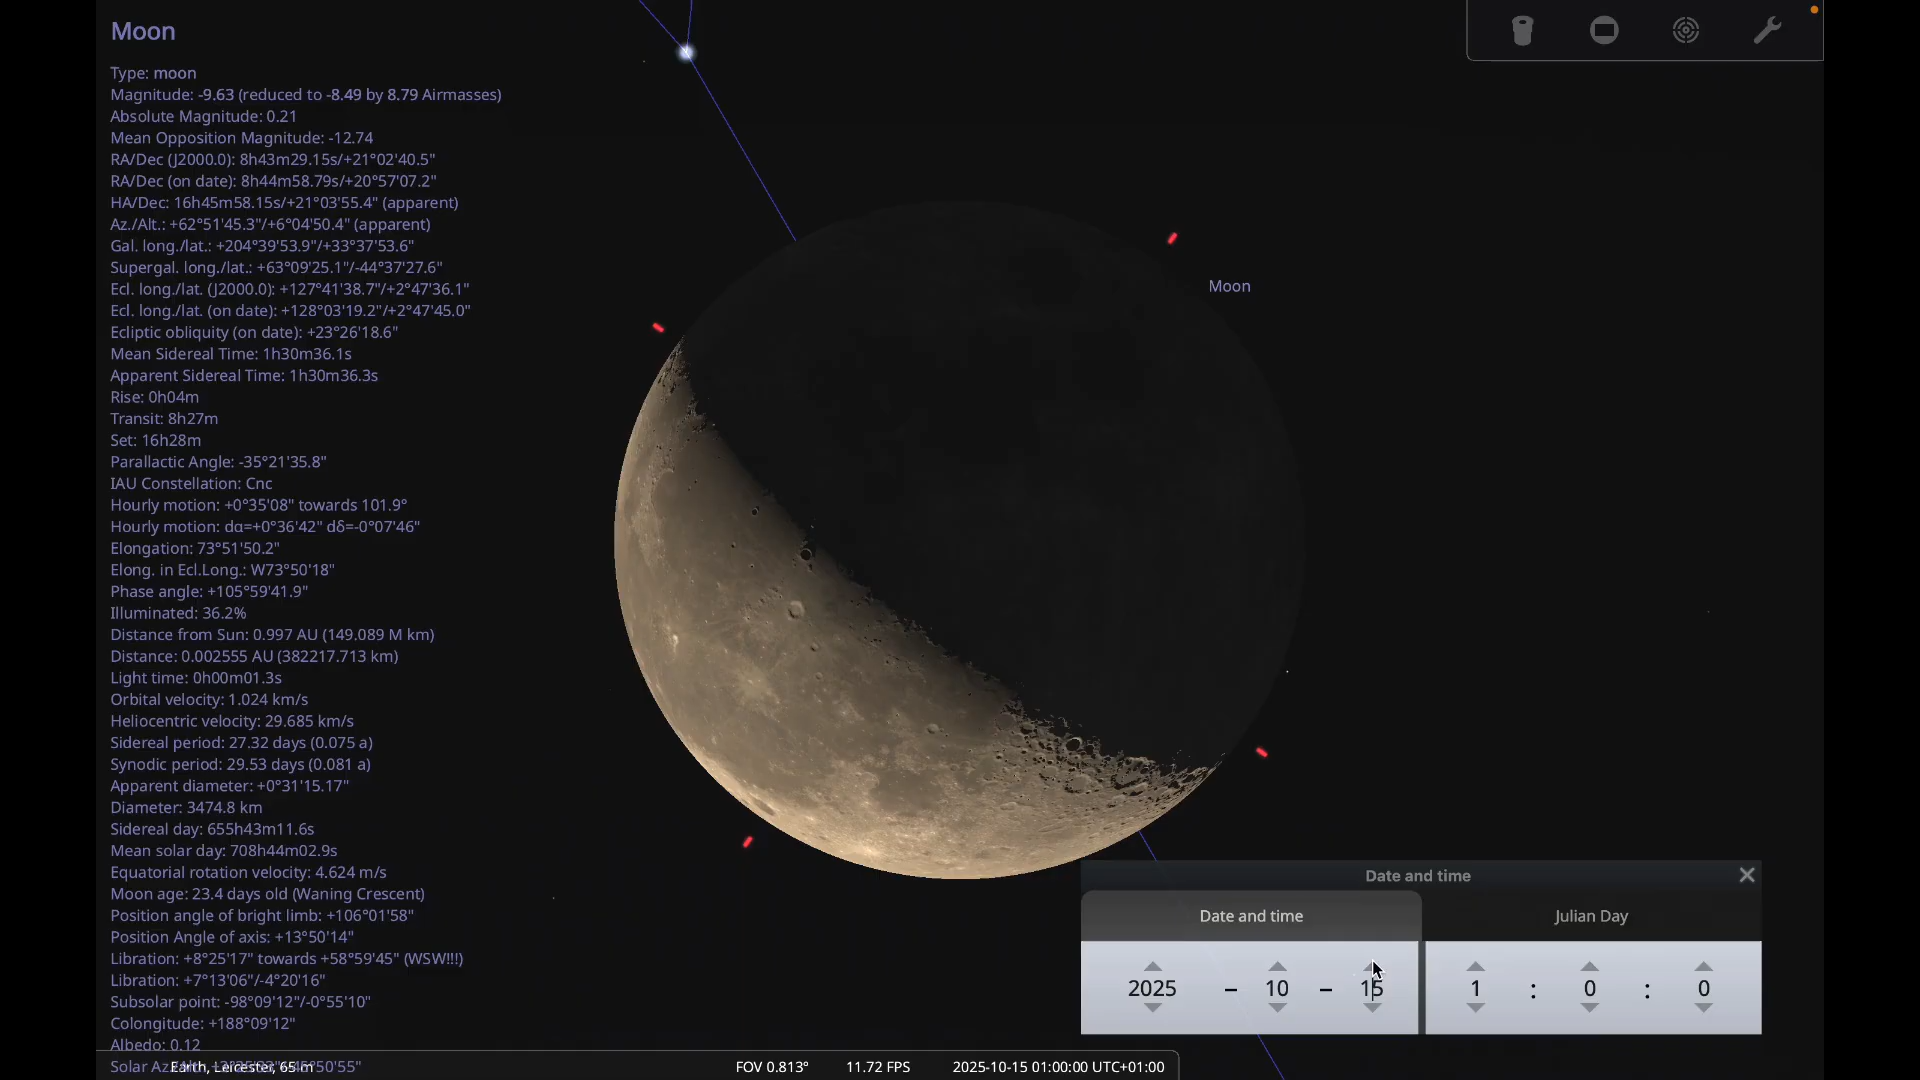 Moon
Type: moon
Magnitude: -9.63 (reduced to -8.49 by 8.79 Airmasses)
Absolute Magnitude: 0.21
Mean Opposition Magnitude: -12.74
RA/Dec (J2000.0): 8h43m29.15s/+21°02'40.5"
RA/Dec (on date): 8h44m58.79s/+20°57'07.2"
HA/Dec: 16h45m58.15s/+21°03'55.4" (apparent)
Az./Alt.: +62°51'45.3"/+6°04'50.4" (apparent)
Gal. long./lat.: +204°39'53.9"/+33°37'53.6"
Supergal. long./lat.: +63°09'25.1"/-44°37'27.6"
Ecl. long./lat. (J2000.0): +127°41'38.7"/+2°47'36.1"
Ecl. long./lat. (on date): +128°03'19.2"/+2°47'45.0"
Ecliptic obliquity (on date): +23°26'18.6"
Mean Sidereal Time: 1h30m36.1s
Apparent Sidereal Time: 1h30m36.3s
Rise: 0h04m
Transit: 8h27m
Set: 16h28m
Parallactic Angle: -35°21'35.8"
IAU Constellation: Cnc
Hourly motion: +0°35'08" towards 101.9°
Hourly motion: dα=+0°36'42" dδ=-0°07'46"
Elongation: 73°51'50.2"
Elong. in Ecl.Long.: W73°50'18"
Phase angle: +105°59'41.9"
Illuminated: 36.2%
Distance from Sun: 0.997 AU (149.089 M km)
Distance: 0.002555 AU (382217.713 km)
Light time: 0h00m01.3s
Orbital velocity: 1.024 km/s
Heliocentric velocity: 29.685 km/s
Sidereal period: 27.32 days (0.075 a)
Synodic period: 29.53 days (0.081 a)
Apparent diameter: +0°31'15.17"
Diameter: 3474.8 km
Sidereal day: 655h43m11.6s
Mean solar day: 708h44m02.9s
Equatorial rotation velocity: 4.624 m/s
Moon age: 23.4 days old (Waning Crescent)
Position angle of bright limb: +106°01'58"
Position Angle of axis: +13°50'14"
Libration: +8°25'17" towards +58°59'45" (WSW!!!)
Libration: +7°13'06"/-4°20'16"
Subsolar point: -98°09'12"/-0°55'10"
Colongitude: +188°09'12"
Albedo: 0.12
Solar Az
Earth, Leicester, 65m
FOV 0.813°
11.72 FPS
2025-10-15 01:00:00 UTC+01:00
Moon
Date and time
Date and time
Julian Day
2025 – 10 – 15
1 : 0 : 0